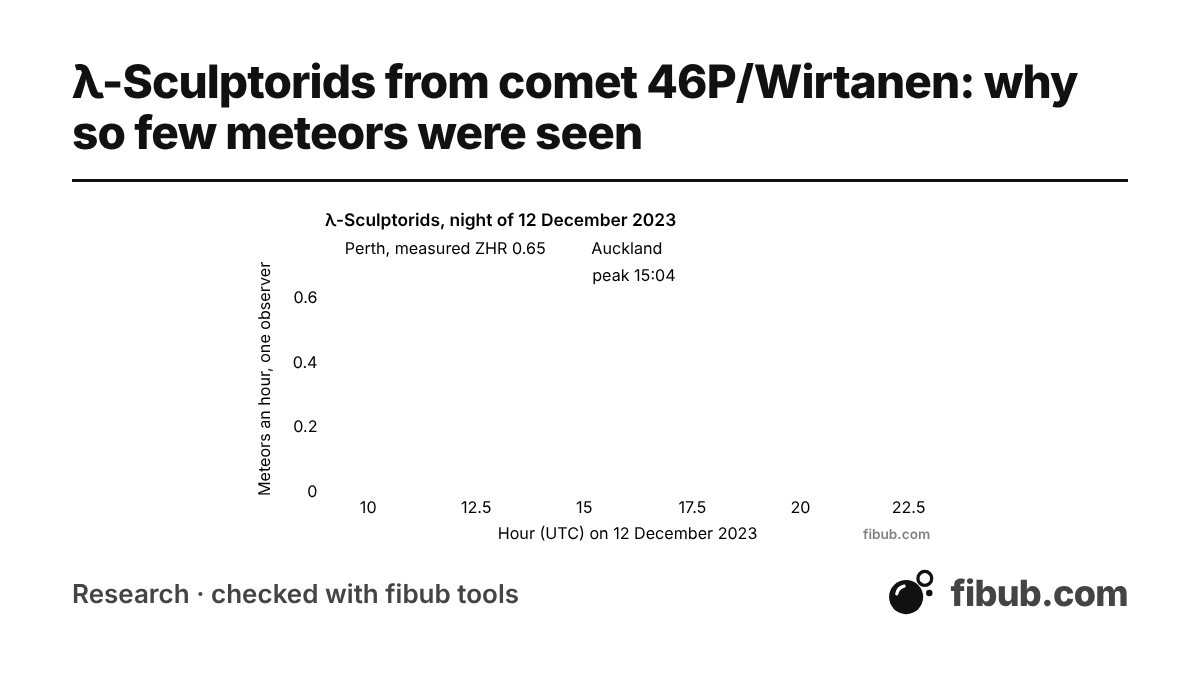 λ-Sculptorids from comet 46P/Wirtanen: why
so few meteors were seen
λ-Sculptorids, night of 12 December 2023
Perth, measured ZHR 0.65
Auckland
peak 15:04
Meteors an hour, one observer
0.6
0.4
0.2
0
10 12.5 15 17.5 20 22.5
Hour (UTC) on 12 December 2023
fibub.com
Research · checked with fibub tools
fibub.com